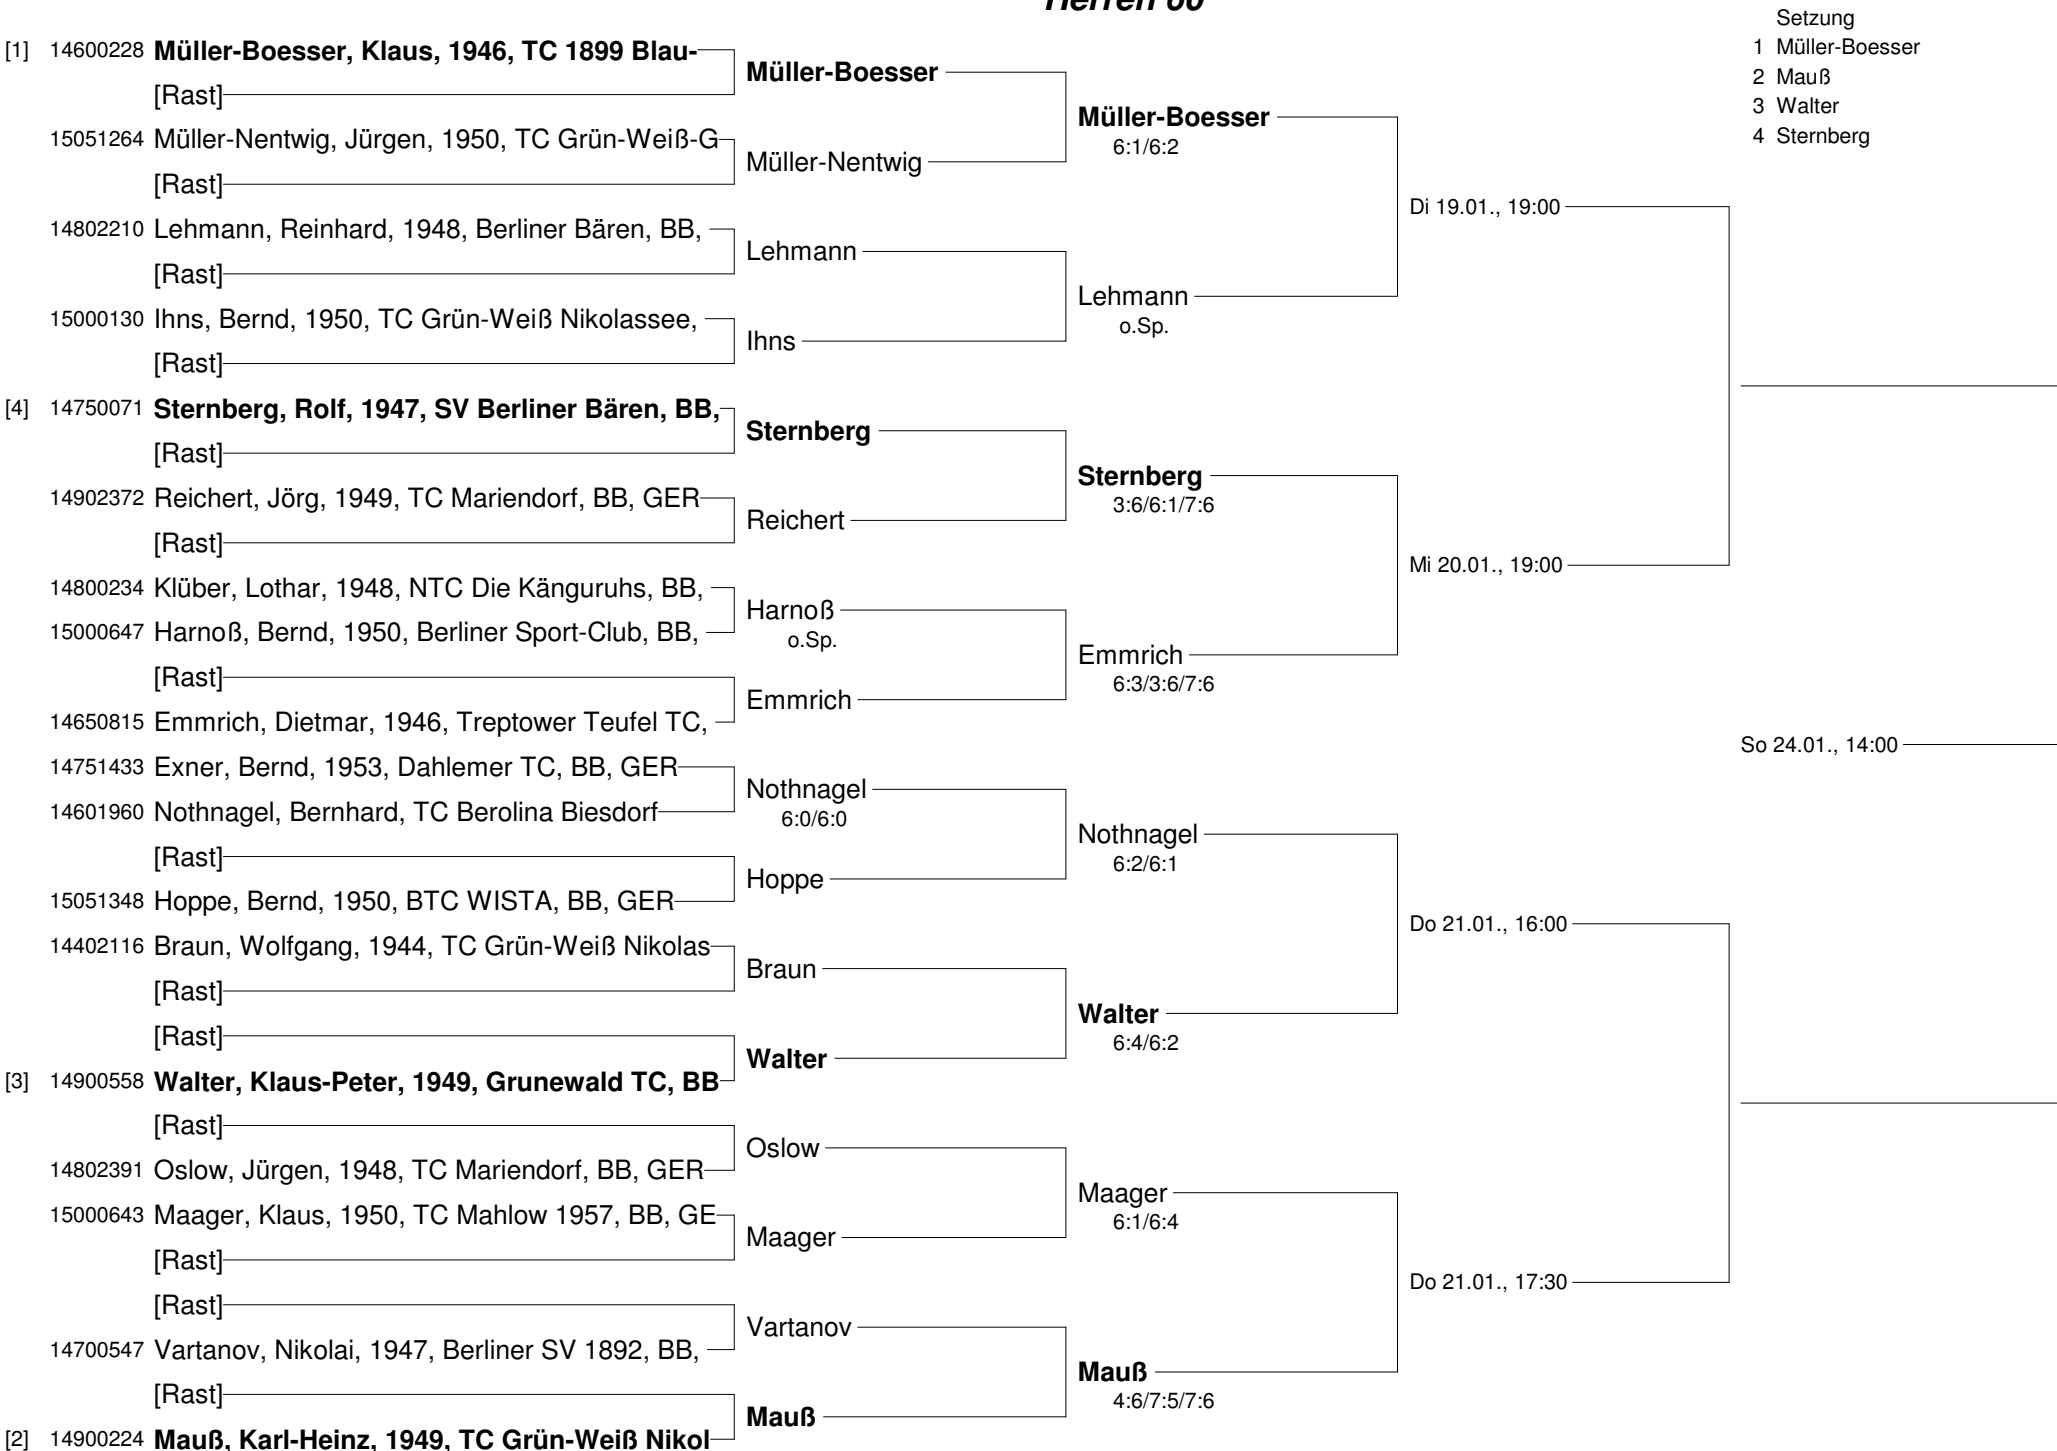 Herren 60
Setzung
1 Müller-Boesser
2 Mauß
3 Walter
4 Sternberg
[1] 14600228 Müller-Boesser, Klaus, 1946, TC 1899 Blau-
[Rast]
15051264 Müller-Nentwig, Jürgen, 1950, TC Grün-Weiß-G
[Rast]
14802210 Lehmann, Reinhard, 1948, Berliner Bären, BB,
[Rast]
15000130 Ihns, Bernd, 1950, TC Grün-Weiß Nikolassee,
[Rast]
[4] 14750071 Sternberg, Rolf, 1947, SV Berliner Bären, BB,
[Rast]
14902372 Reichert, Jörg, 1949, TC Mariendorf, BB, GER
[Rast]
14800234 Klüber, Lothar, 1948, NTC Die Känguruhs, BB,
15000647 Harnoß, Bernd, 1950, Berliner Sport-Club, BB,
[Rast]
14650815 Emmrich, Dietmar, 1946, Treptower Teufel TC,
14751433 Exner, Bernd, 1953, Dahlemer TC, BB, GER
14601960 Nothnagel, Bernhard, TC Berolina Biesdorf
[Rast]
15051348 Hoppe, Bernd, 1950, BTC WISTA, BB, GER
14402116 Braun, Wolfgang, 1944, TC Grün-Weiß Nikolas
[Rast]
[Rast]
[3] 14900558 Walter, Klaus-Peter, 1949, Grunewald TC, BB
[Rast]
14802391 Oslow, Jürgen, 1948, TC Mariendorf, BB, GER
15000643 Maager, Klaus, 1950, TC Mahlow 1957, BB, GE
[Rast]
[Rast]
14700547 Vartanov, Nikolai, 1947, Berliner SV 1892, BB,
[Rast]
[2] 14900224 Mauß, Karl-Heinz, 1949, TC Grün-Weiß Nikol
Müller-Boesser
Müller-Nentwig
Lehmann
Ihns
Sternberg
Reichert
Harnoß
o.Sp.
Emmrich
Nothnagel
6:0/6:0
Hoppe
Braun
Walter
Oslow
Maager
Vartanov
Mauß
Müller-Boesser
6:1/6:2
Lehmann
o.Sp.
Sternberg
3:6/6:1/7:6
Emmrich
6:3/3:6/7:6
Nothnagel
6:2/6:1
Walter
6:4/6:2
Maager
6:1/6:4
Mauß
4:6/7:5/7:6
Di 19.01., 19:00
Mi 20.01., 19:00
Do 21.01., 16:00
Do 21.01., 17:30
So 24.01., 14:00